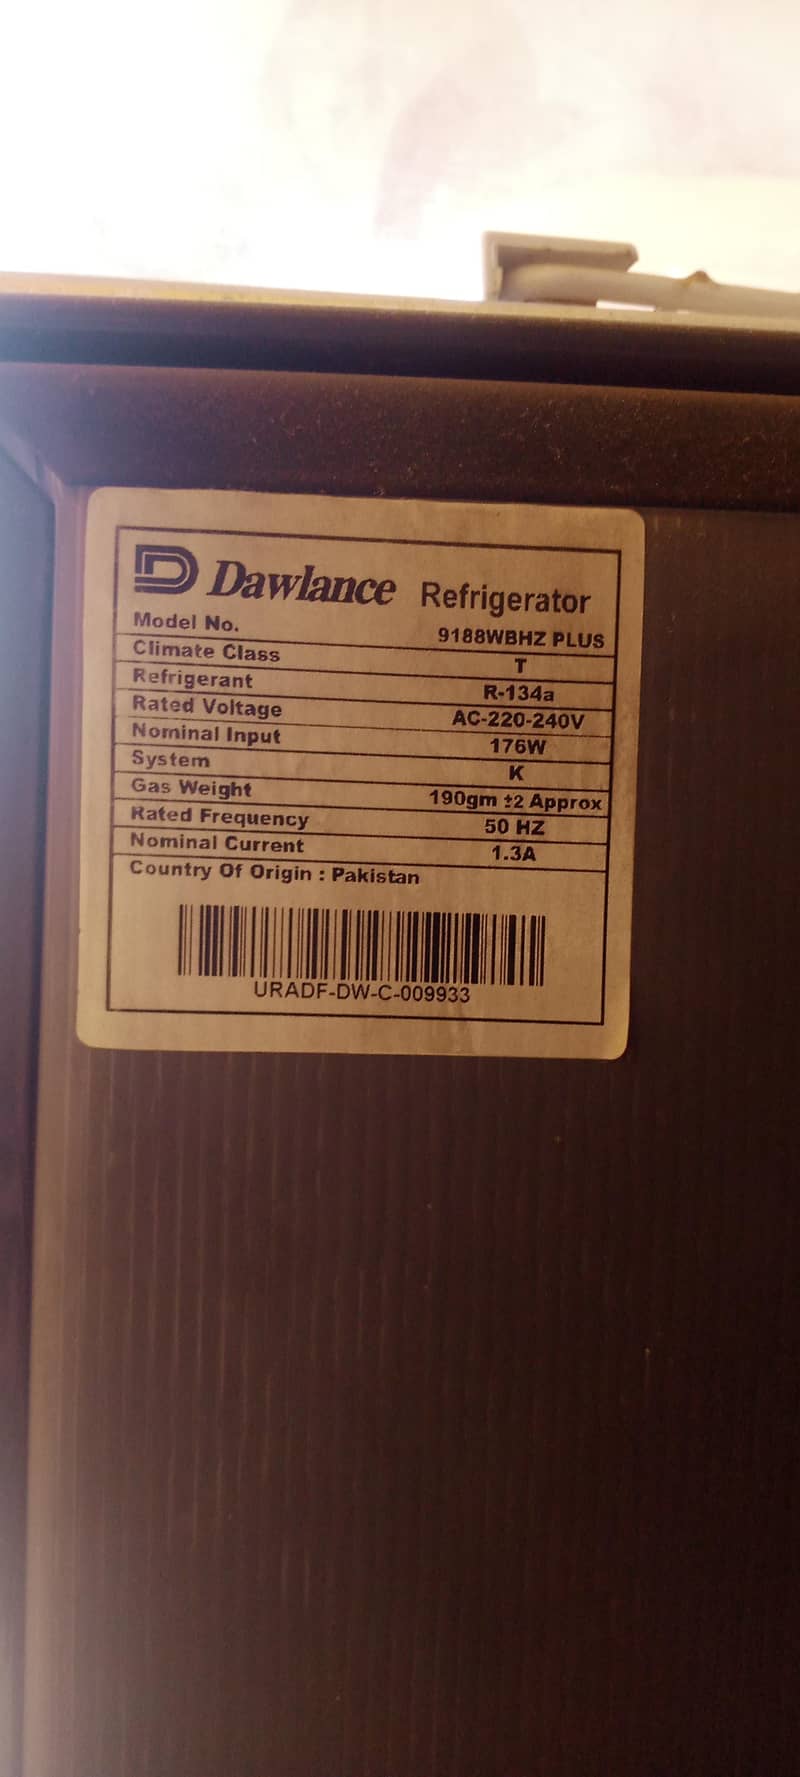 D Dawlance Refrigerator
Model No. 9188WBHZ PLUS
Climate Class T
Refrigerant R-134a
Rated Voltage AC-220-240V
Nominal Input 176W
System K
Gas Weight 190gm ±2 Approx
Rated Frequency 50 HZ
Nominal Current 1.3A
Country Of Origin : Pakistan
URADF-DW-C-009933